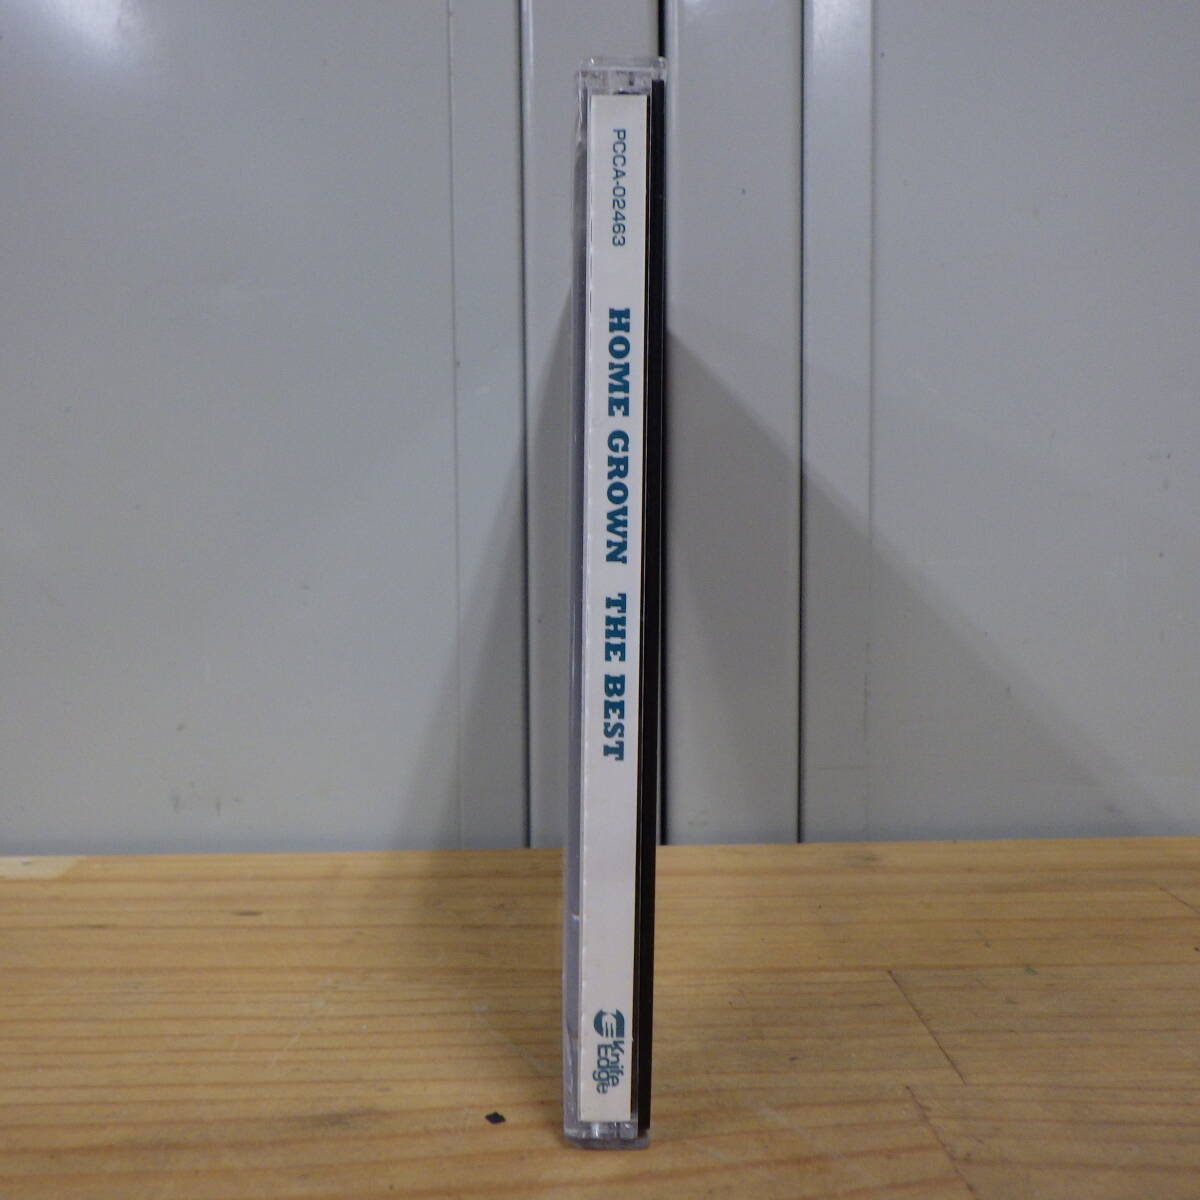 PCCA-02463
HOME GROWN THE BEST
Knife
Edge